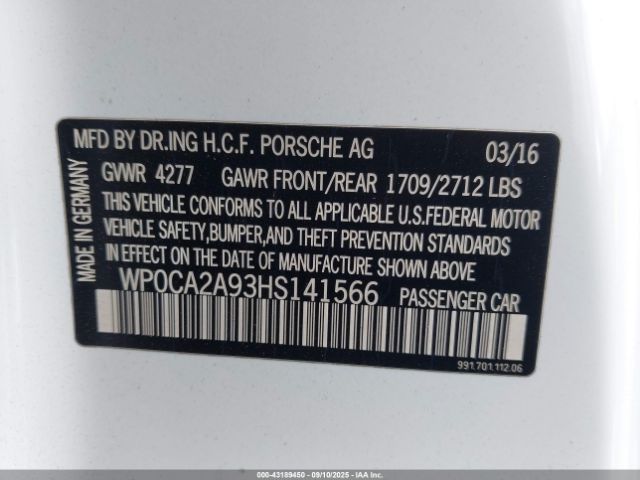 MFD BY DR.ING H.C.F. PORSCHE AG 03/16
GVWR 4277 GAWR FRONT/REAR 1709/2712 LBS
THIS VEHICLE CONFORMS TO ALL APPLICABLE U.S.FEDERAL MOTOR
VEHICLE SAFETY,BUMPER,AND THEFT PREVENTION STANDARDS
IN EFFECT ON THE DATE OF MANUFACTURE SHOWN ABOVE.
WP0CA2A93HS141566 PASSENGER CAR
MADE IN GERMANY
991.701.112.06
000-43189450 - 09/10/2025 - IAAI.COM